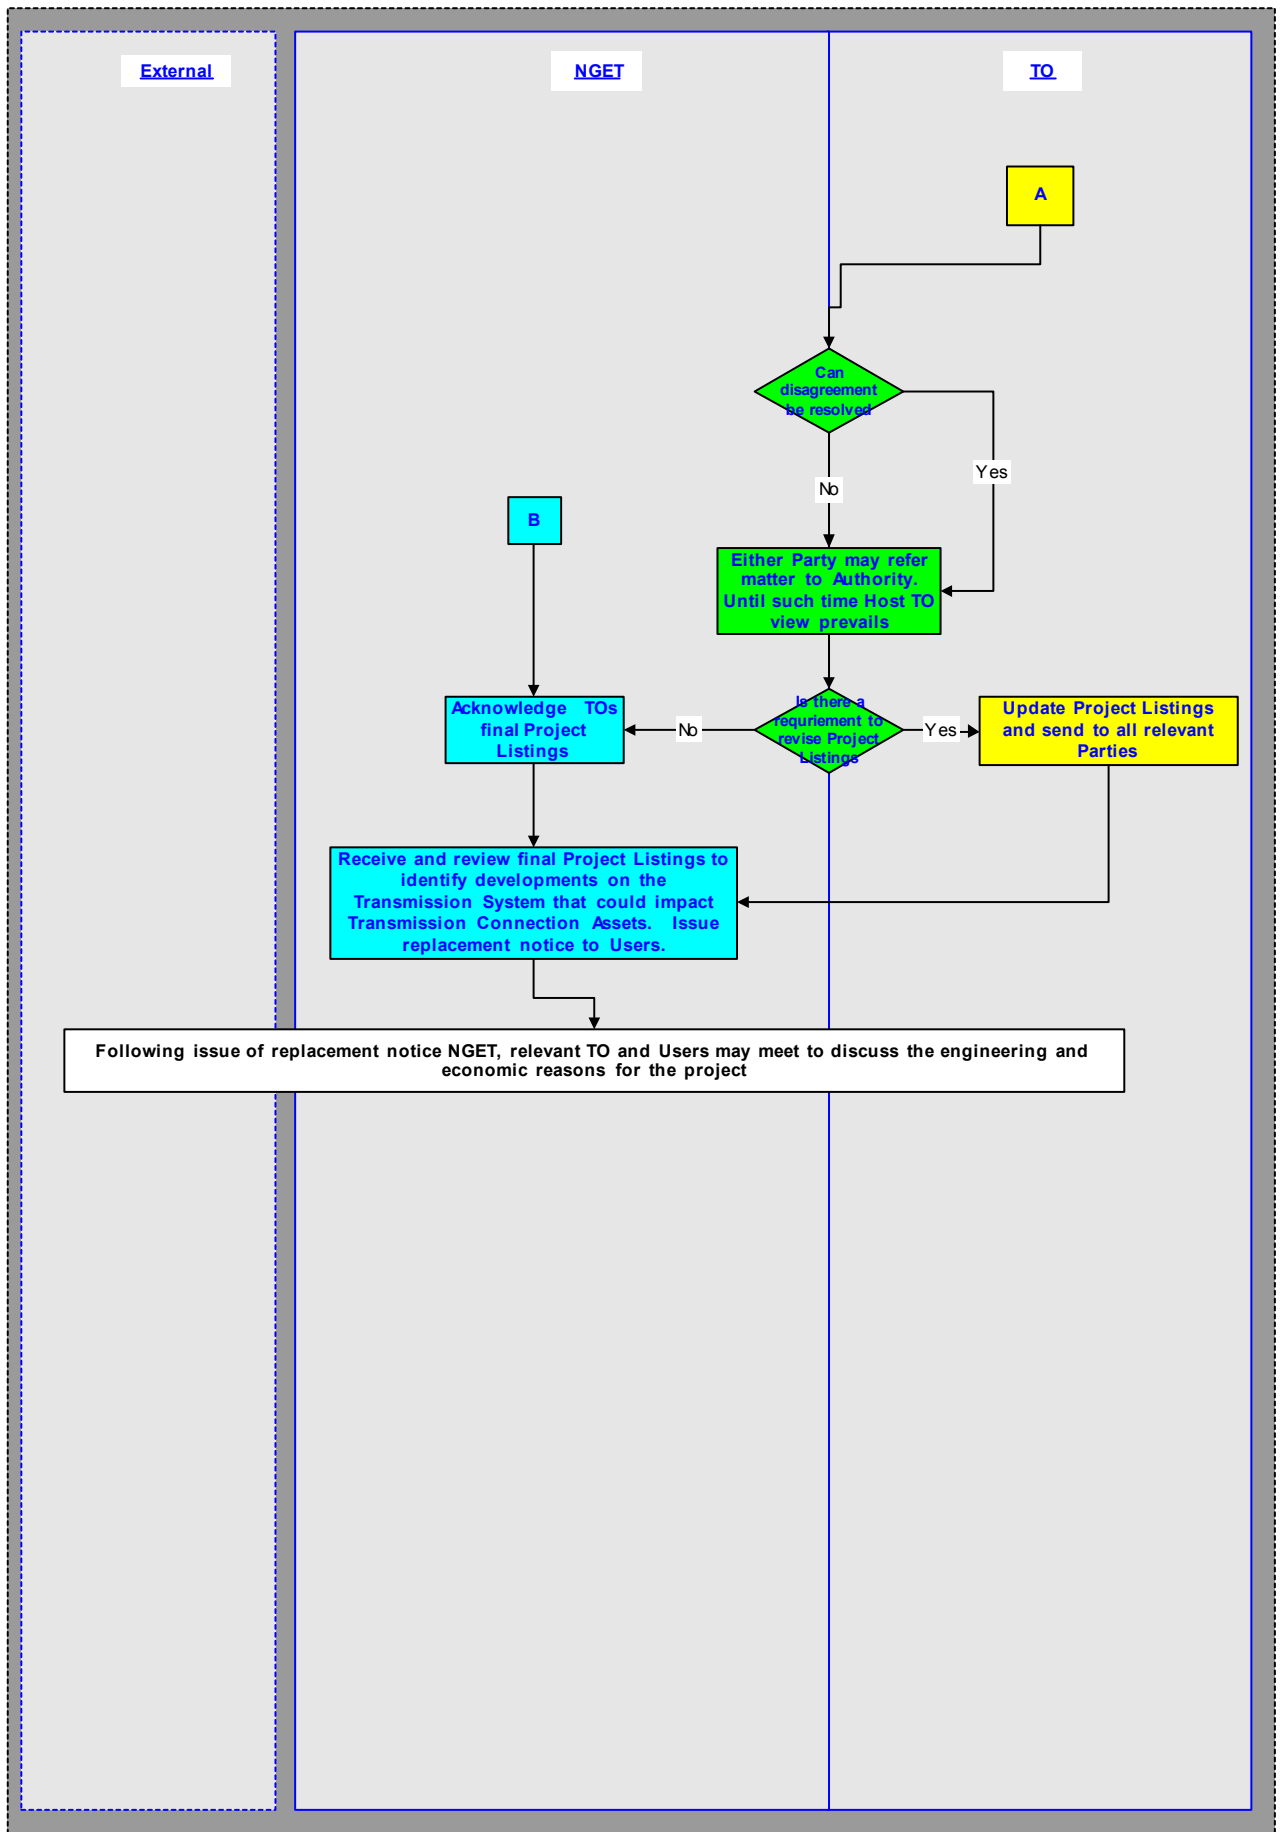 External
NGET
TO
A
Can
disagreement
be resolved
No
Yes
B
Either Party may refer
matter to Authority.
Until such time Host TO
view prevails
Acknowledge TOs
final Project
Listings
No
Is there a
requriement to
revise Project
Listings
Yes
Update Project Listings
and send to all relevant
Parties
Receive and review final Project Listings to
identify developments on the
Transmission System that could impact
Transmission Connection Assets. Issue
replacement notice to Users.
Following issue of replacement notice NGET, relevant TO and Users may meet to discuss the engineering and
economic reasons for the project